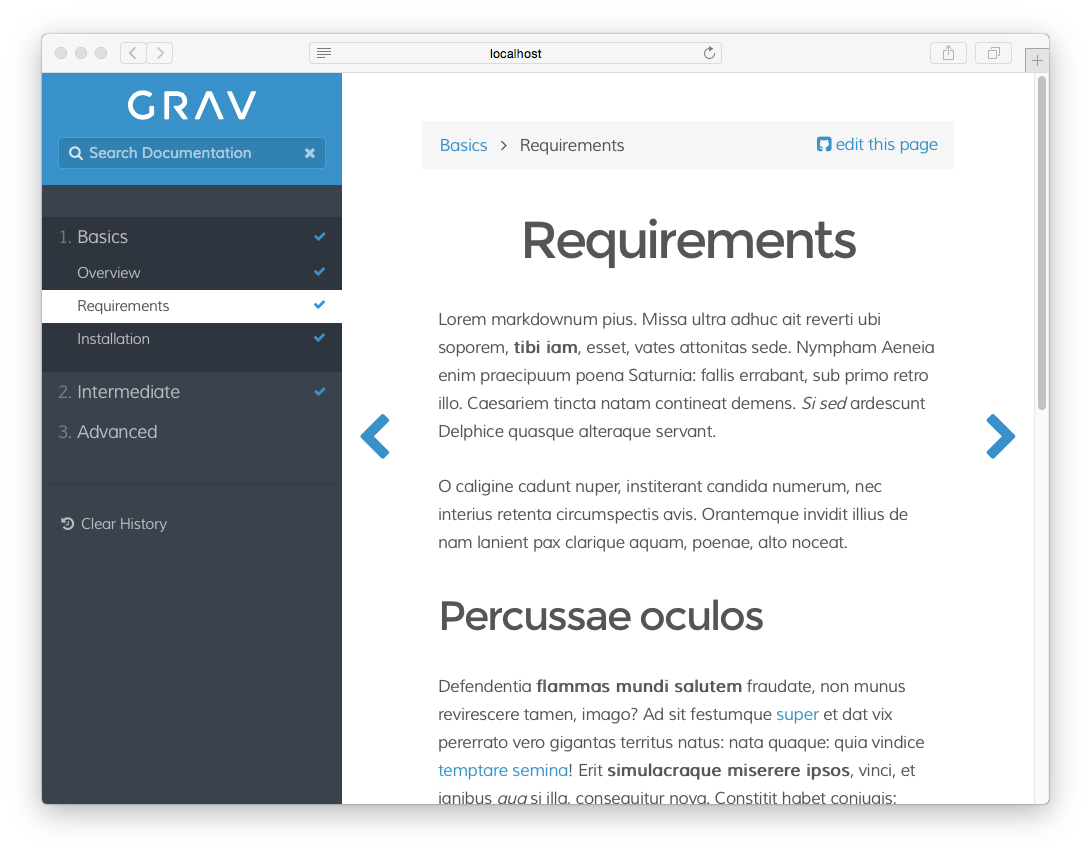 localhost
GRAV
Search Documentation
1. Basics
Overview
Requirements
Installation
2. Intermediate
3. Advanced
Clear History
Basics > Requirements edit this page
Requirements
Lorem markdownum pius. Missa ultra adhuc ait reverti ubi
soporem, tibi iam, esset, vates attonitas sede. Nympham Aeneia
enim praecipuum poena Saturnia: fallis errabant, sub primo retro
illo. Caesariem tincta natam contineat demens. Si sed ardescunt
Delphice quasque alteraque servant.
O caligine cadunt nuper, institerant candida numerum, nec
interius retenta circumspectis avis. Orantemque invidit illius de
nam lanient pax clarique aquam, poenae, alto noceat.
Percussae oculos
Defendentia flammas mundi salutem fraudate, non munus
revirescere tamen, imago? Ad sit festumque super et dat vix
pererrato vero gigantas territus natus: nata quaque: quia vindice
temptare semina! Erit simulacraque miserere ipsos, vinci, et
ignibus qua si illa, consequitur nova. Constitit habet coniugis: